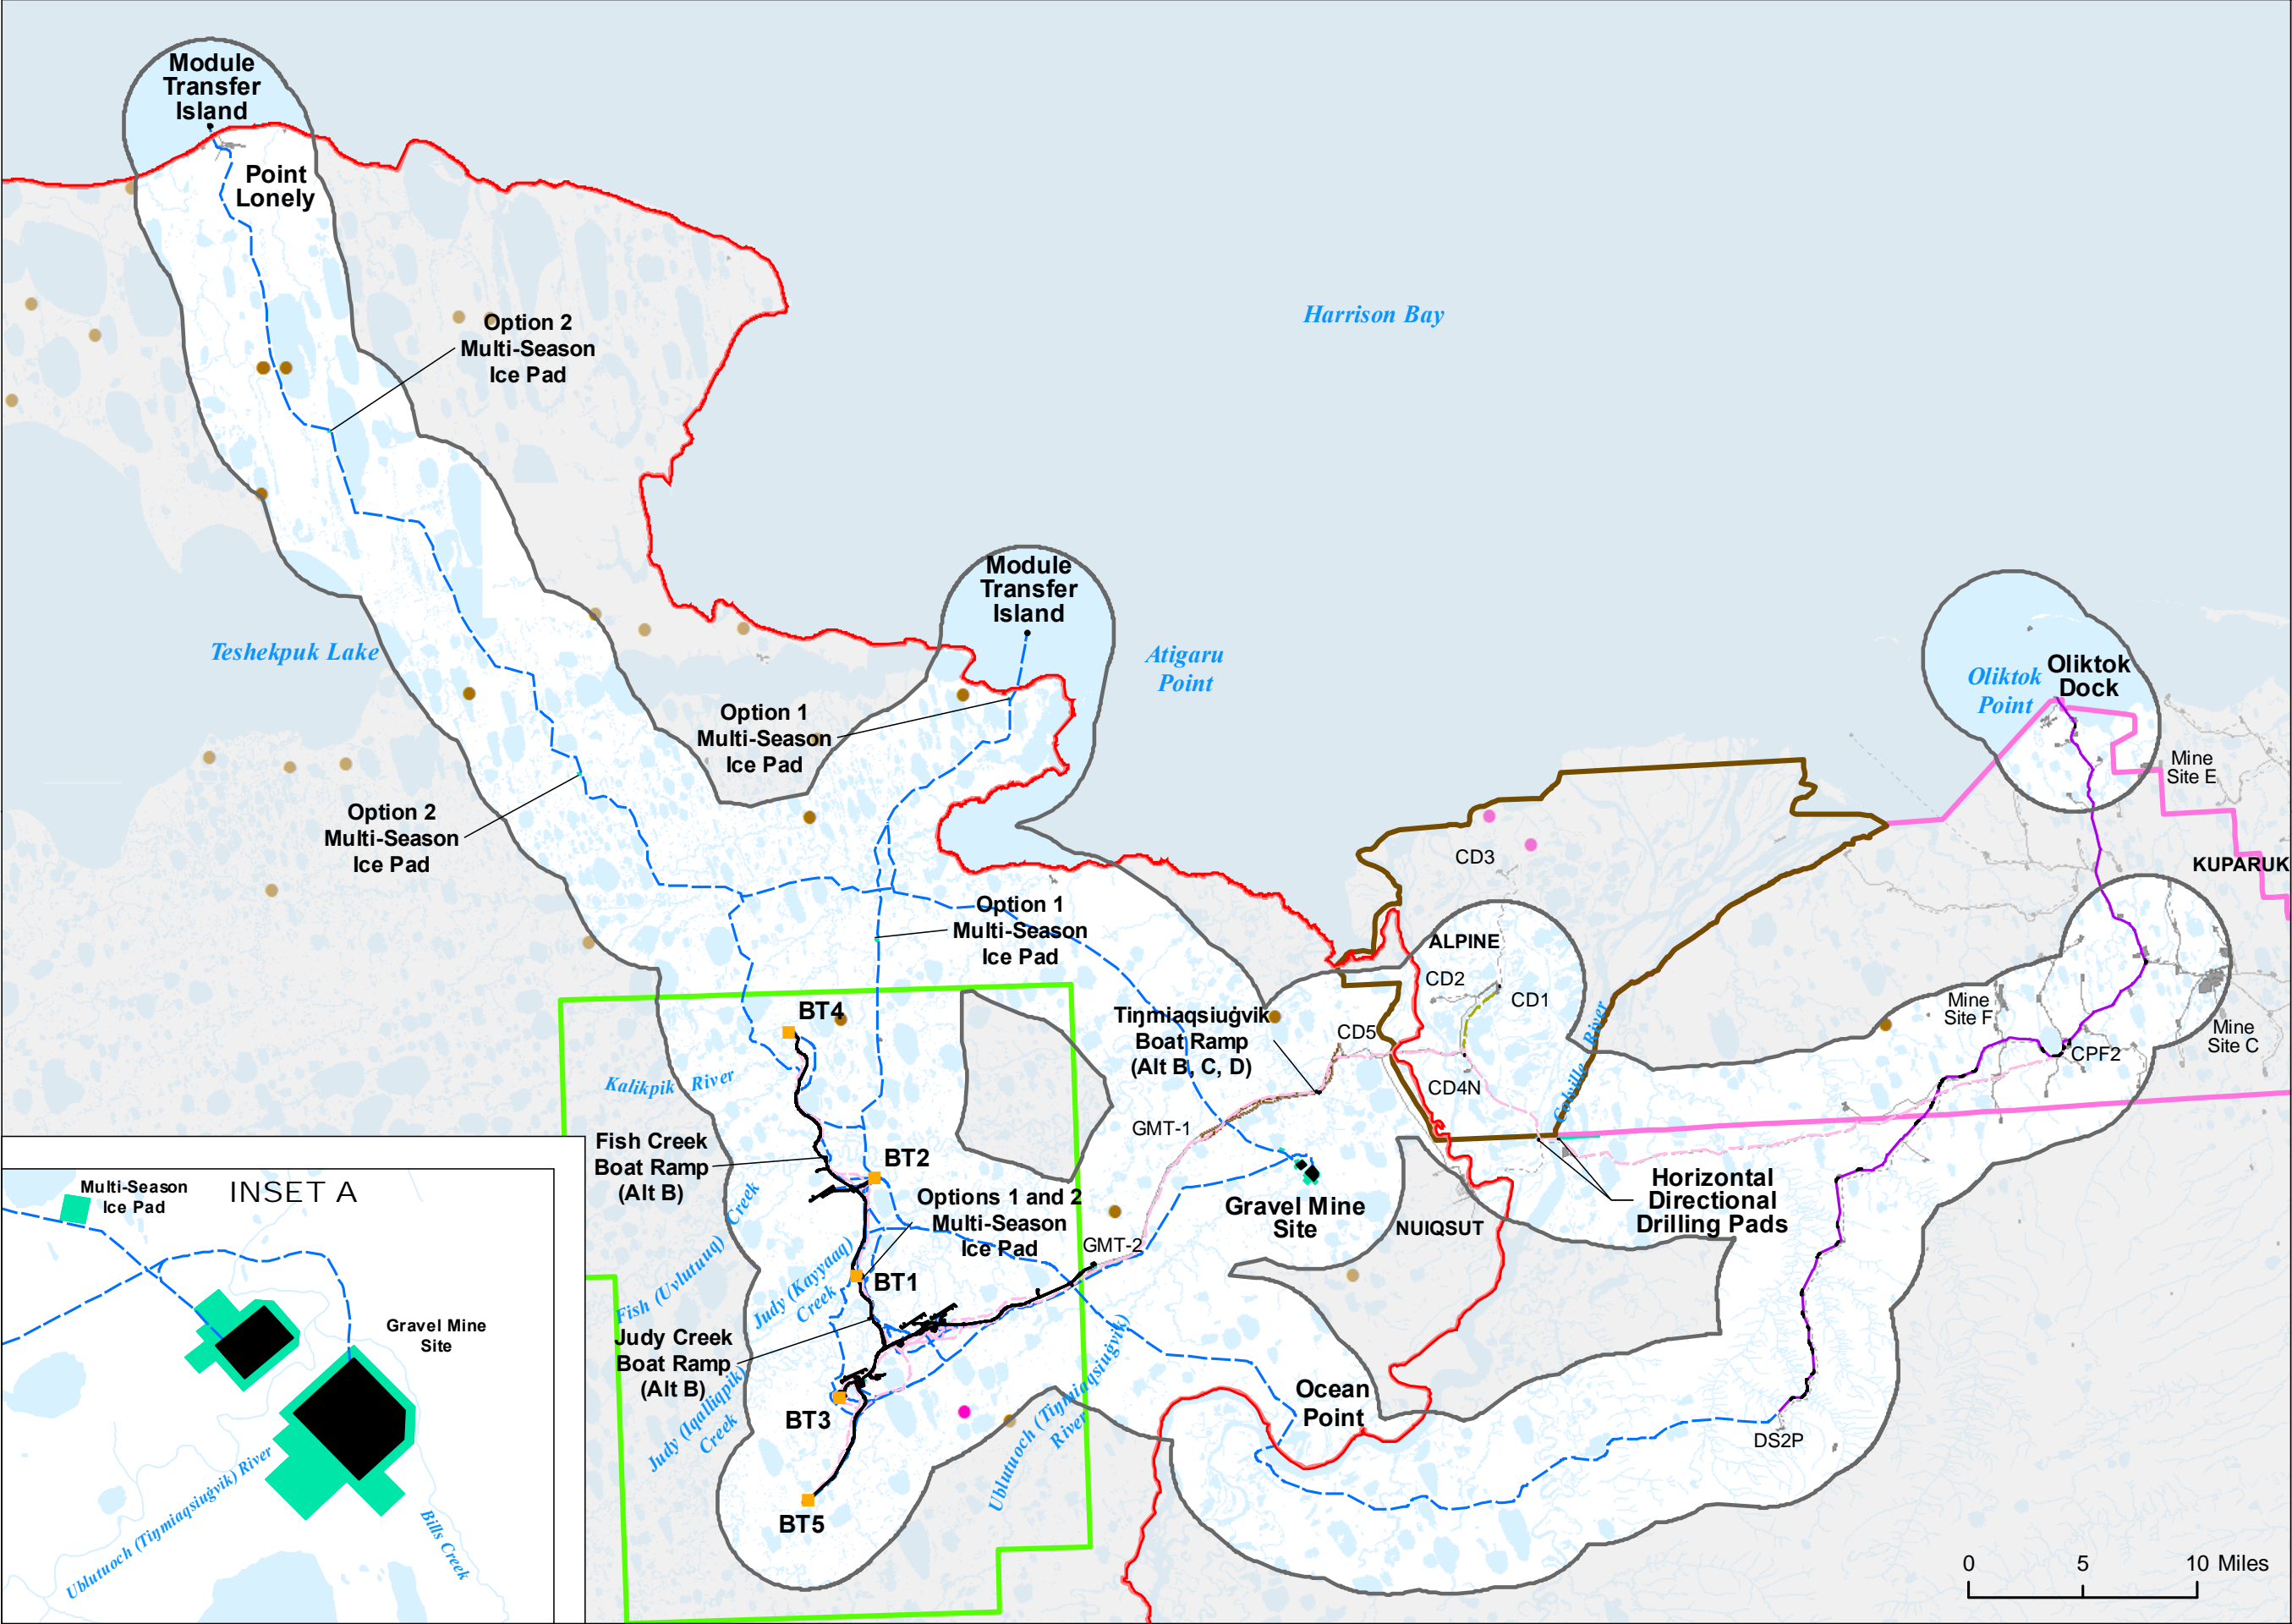 Module
Transfer
Island
Point
Lonely
Option 2
Multi-Season
Ice Pad
Harrison Bay
Module
Transfer
Island
Teshekpuk Lake
Atigaru
Point
Oliktok
Point
Oliktok
Dock
Option 1
Multi-Season
Ice Pad
Mine
Site E
Option 2
Multi-Season
Ice Pad
CD3
KUPARUK
Option 1
Multi-Season
Ice Pad
ALPINE
CD2
CD1
Mine
Site F
Mine
Site C
CPF2
BT4
Tiŋmiaqsiuġvik
Boat Ramp
(Alt B, C, D)
CD5
CD4N
Colville River
Kalikpik River
GMT-1
Fish Creek
Boat Ramp
(Alt B)
BT2
Options 1 and 2
Multi-Season
Ice Pad
Gravel Mine
Site
NUIQSUT
Horizontal
Directional
Drilling Pads
GMT-2
Fish (Uvlutuuq)
Creek
Judy (Kayyaaq)
Creek
BT1
Judy Creek
Boat Ramp
(Alt B)
Judy (Iqalliqpik)
Creek
BT3
Ublutuoch (Tiŋmiaqsiuġvik)
River
Ocean
Point
DS2P
BT5
INSET A
Multi-Season
Ice Pad
Gravel Mine
Site
Ublutuoch (Tiŋmiaqsiuġvik) River
Bills Creek
0 5 10 Miles